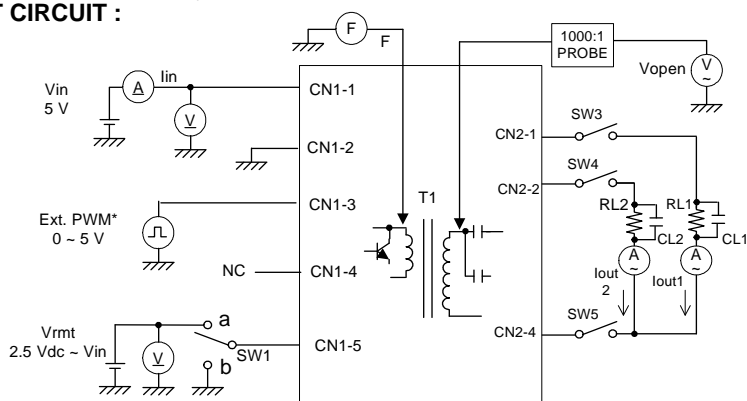 T CIRCUIT :
F
F
1000:1
PROBE
V
~
Vopen
Vin
5 V
A
Iin
V
CN1-1
CN1-2
Ext. PWM*
0 ~ 5 V
CN1-3
NC
CN1-4
Vrmt
2.5 Vdc ~ Vin
V
a
b
SW1
CN1-5
T1
CN2-1
SW3
CN2-2
SW4
RL2
RL1
CL2
CL1
A
~
A
~
Iout
2
Iout1
CN2-4
SW5